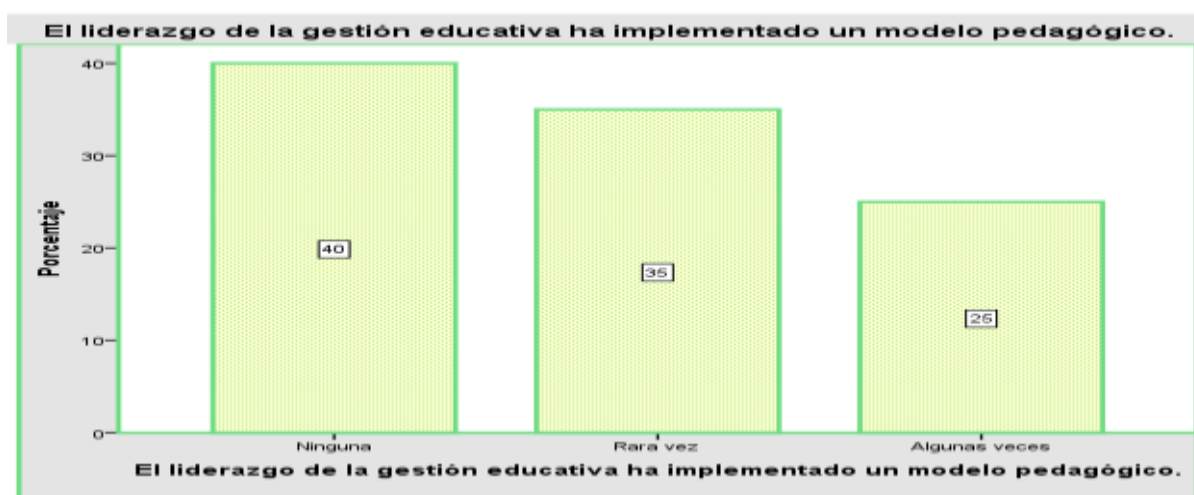 El liderazgo de la gestión educativa ha implementado un modelo pedagógico.
40
30
20
10
0
Porcentaje
40
35
25
Ninguna
Rara vez
Algunas veces
El liderazgo de la gestión educativa ha implementado un modelo pedagógico.